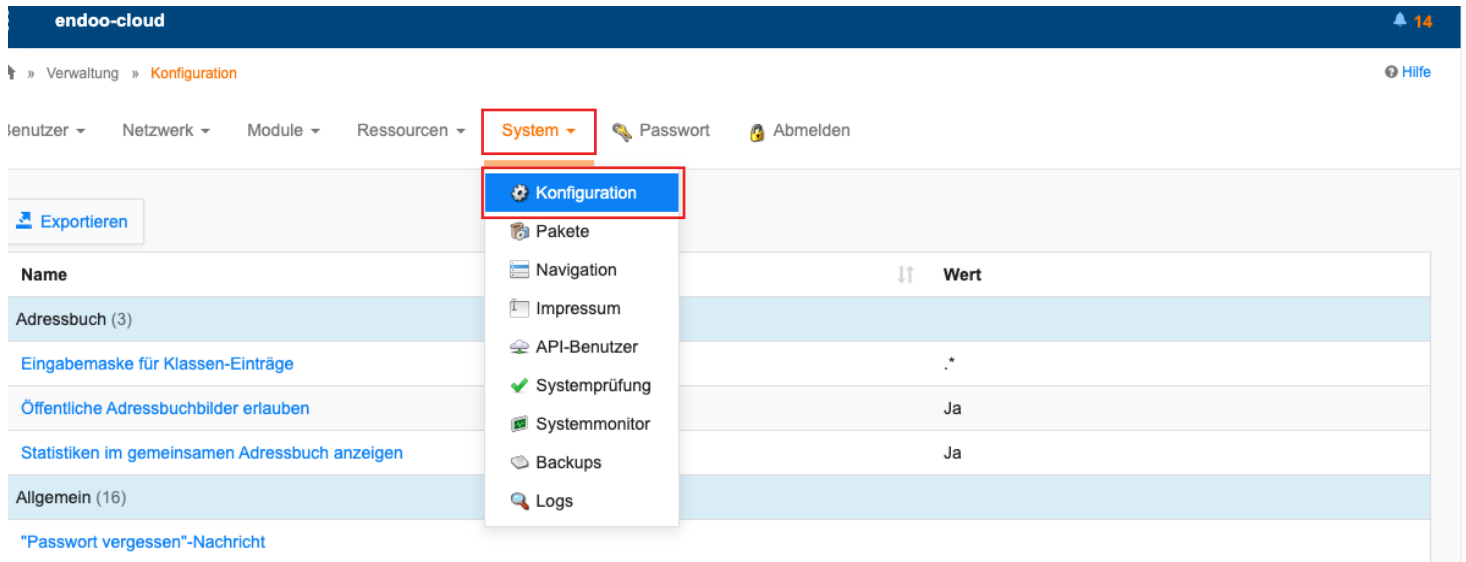 endoo-cloud 14
» Verwaltung » Konfiguration Hilfe
Netzwerk Module Ressourcen System Passwort Abmelden
Konfiguration
Exportieren
Pakete
Name Wert
Navigation
Adressbuch (3)
Impressum
API-Benutzer
Eingabemaske für Klassen-Einträge .*
Systemprüfung
Öffentliche Adressbuchbilder erlauben Ja
Systemmonitor
Statistiken im gemeinsamen Adressbuch anzeigen Ja
Backups
Allgemein (16)
Logs
"Passwort vergessen"-Nachricht